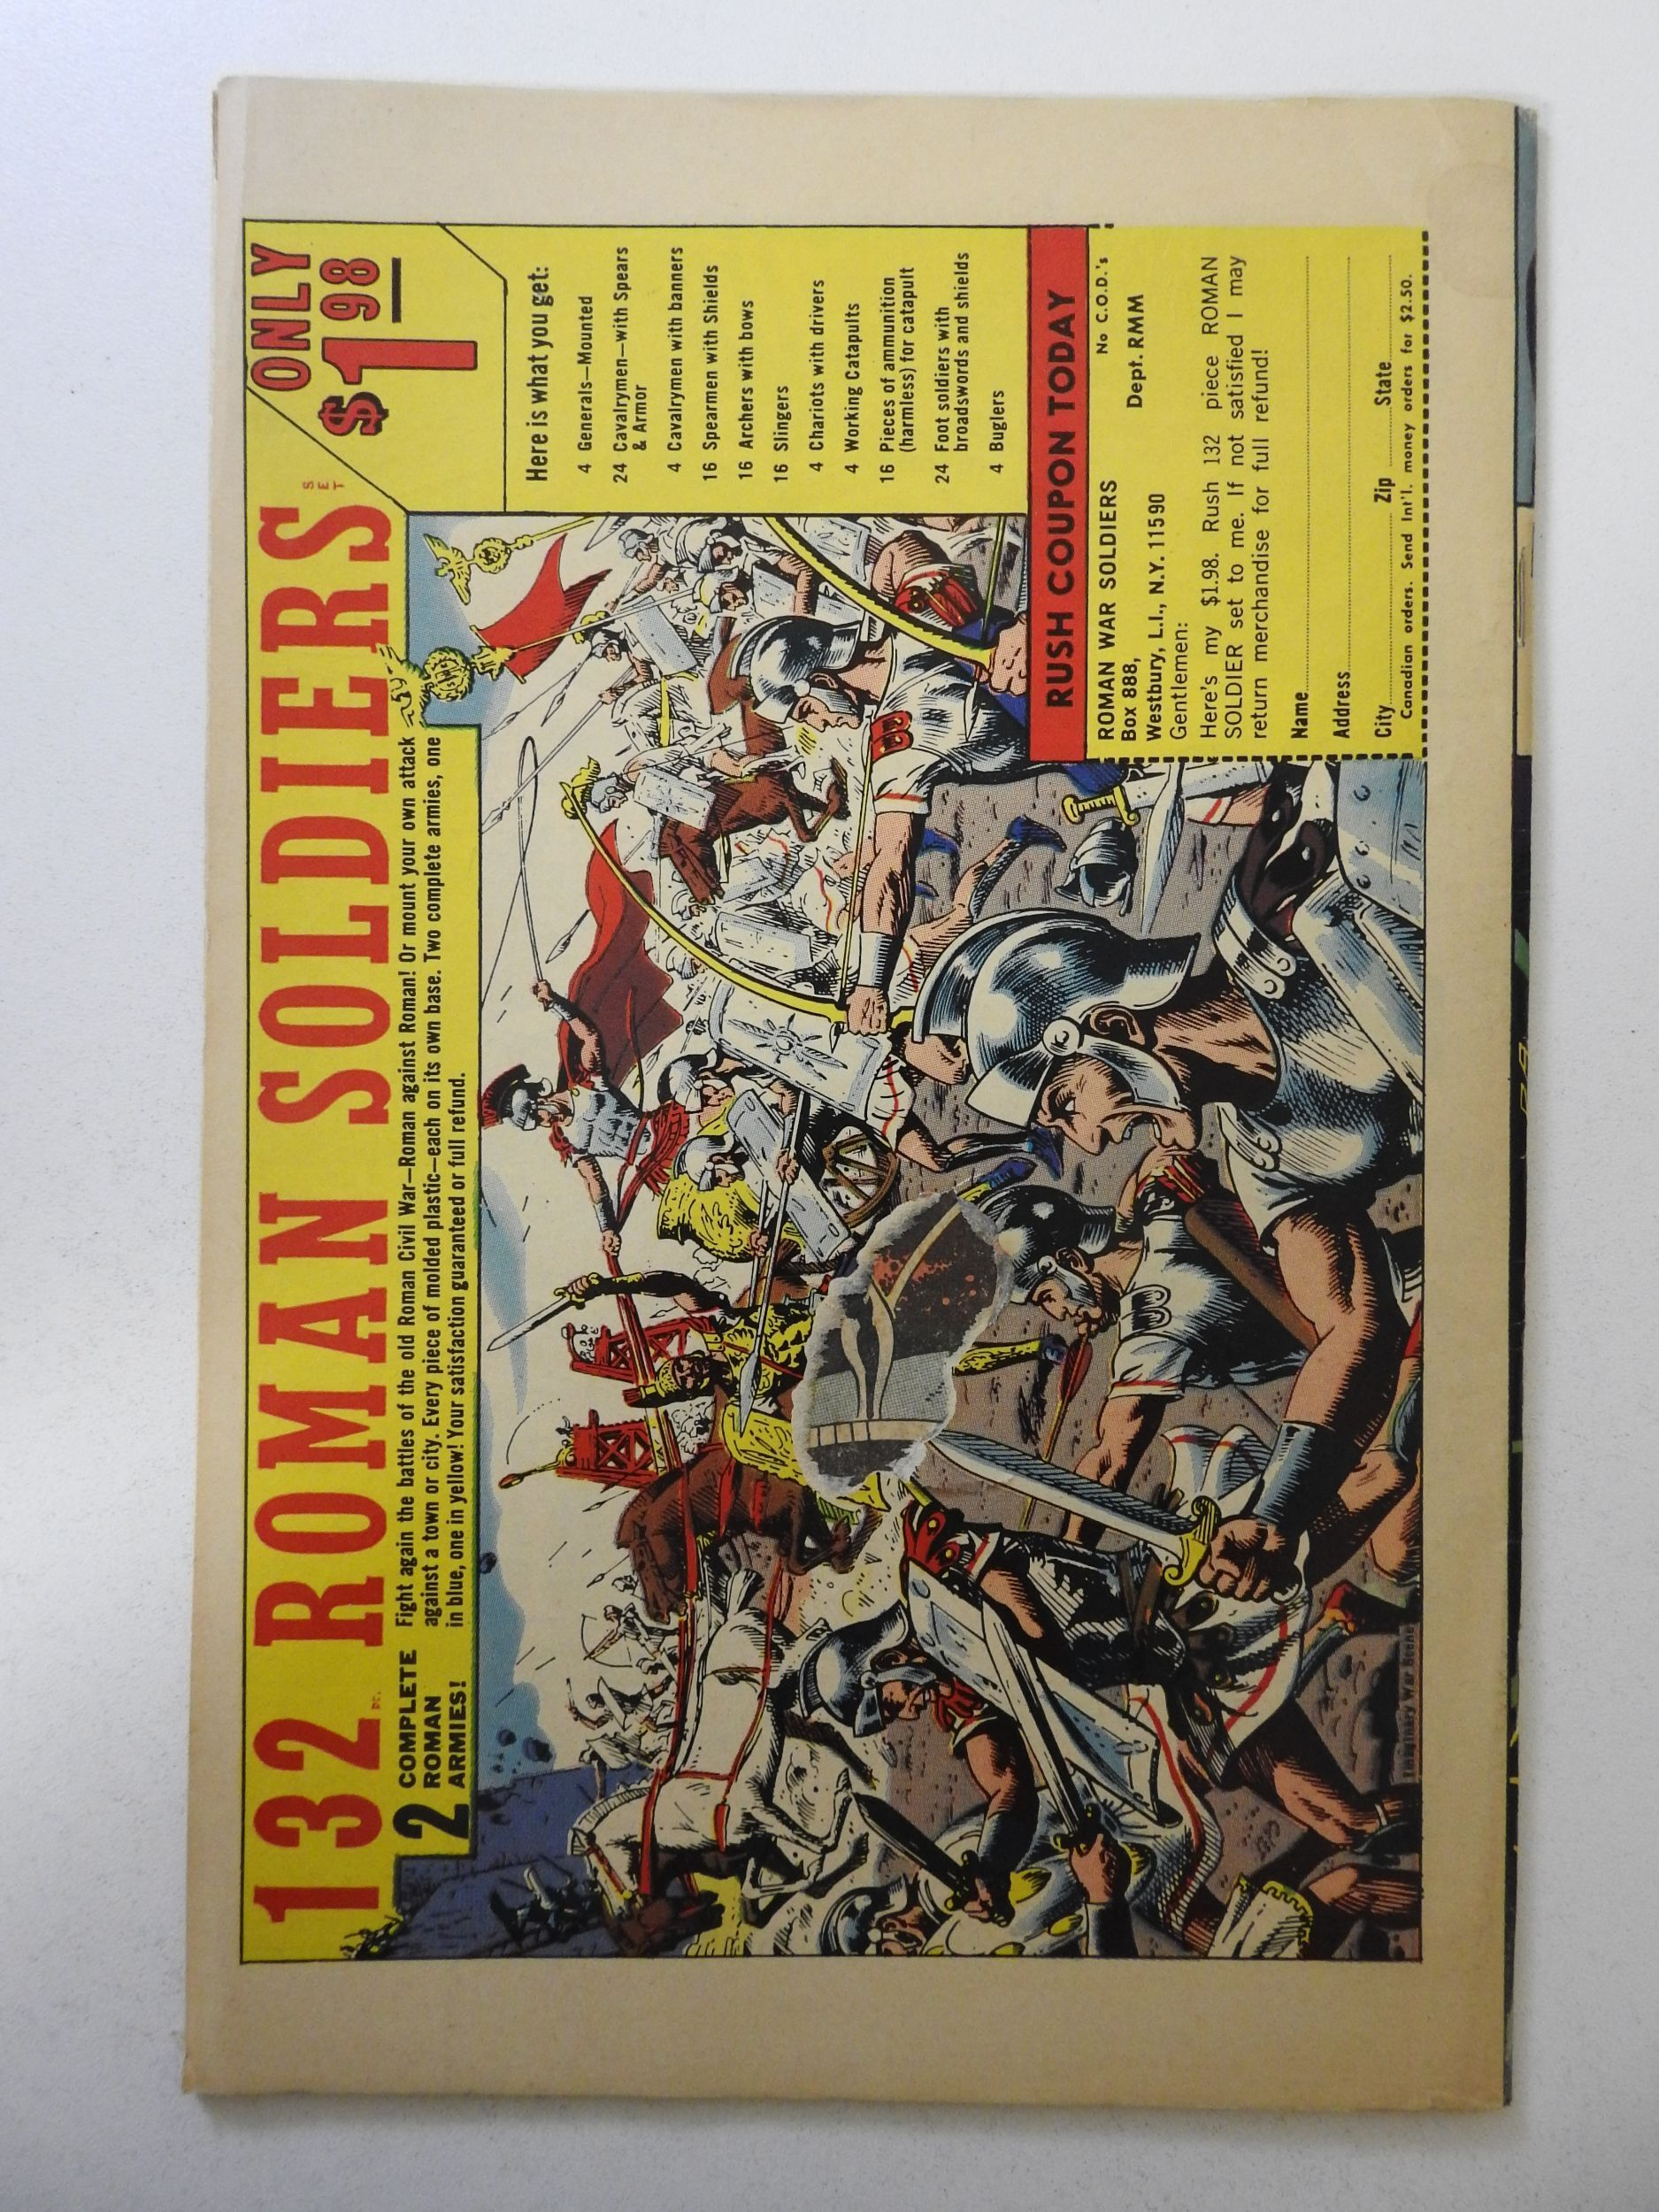 132 PC. ROMAN SOLDIERS SET
ONLY
$1.98
2 COMPLETE
ROMAN
ARMIES!
Fight again the battles of the old Roman Civil War—Roman against Roman! Or mount your own attack
against a town or city. Every piece of molded plastic—each on its own base. Two complete armies, one
in blue, one in yellow! Your satisfaction guaranteed or full refund.
Here is what you get:
4 Generals—Mounted
24 Cavalrymen—with Spears
& Armor
4 Cavalrymen with banners
16 Spearmen with Shields
16 Archers with bows
16 Slingers
4 Chariots with drivers
4 Working Catapults
16 Pieces of ammunition
(harmless) for catapult
24 Foot soldiers with
broadswords and shields
4 Buglers
RUSH COUPON TODAY
No C.O.D.'s
ROMAN WAR SOLDIERS
Box 888, Dept. RMM
Westbury, L.I., N.Y. 11590
Gentlemen:
Here's my $1.98. Rush 132 piece ROMAN
SOLDIER set to me. If not satisfied I may
return merchandise for full refund!
Name
Address
City Zip State
Canadian orders. Send Int'l. money orders for $2.50.
Imaginary War Scene